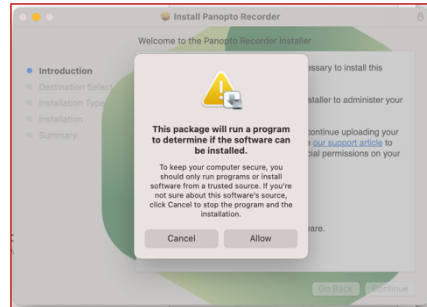 Install Panopto Recorder
Welcome to the Panopto Recorder Installer
Introduction
Destination Select
Installation Type
Installation
Summary
essary to install this
staller to administer your
continue uploading your
our support article to
cial permissions on your
are.
This package will run a program
to determine if the software can
be installed.
To keep your computer secure, you
should only run programs or install
software from a trusted source. If you're
not sure about this software's source,
click Cancel to stop the program and the
installation.
Cancel
Allow
Go Back
Continue